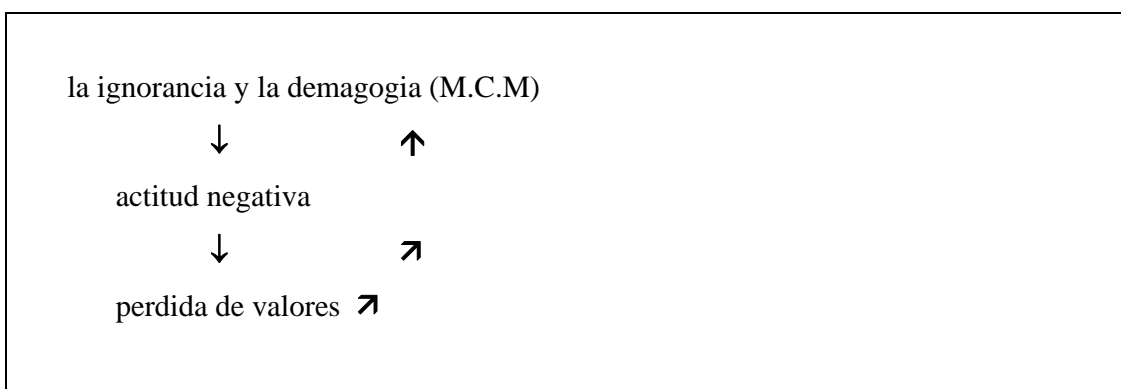 la ignorancia y la demagogia (M.C.M)
↓ ↑
actitud negativa
↓ ↗
perdida de valores ↗